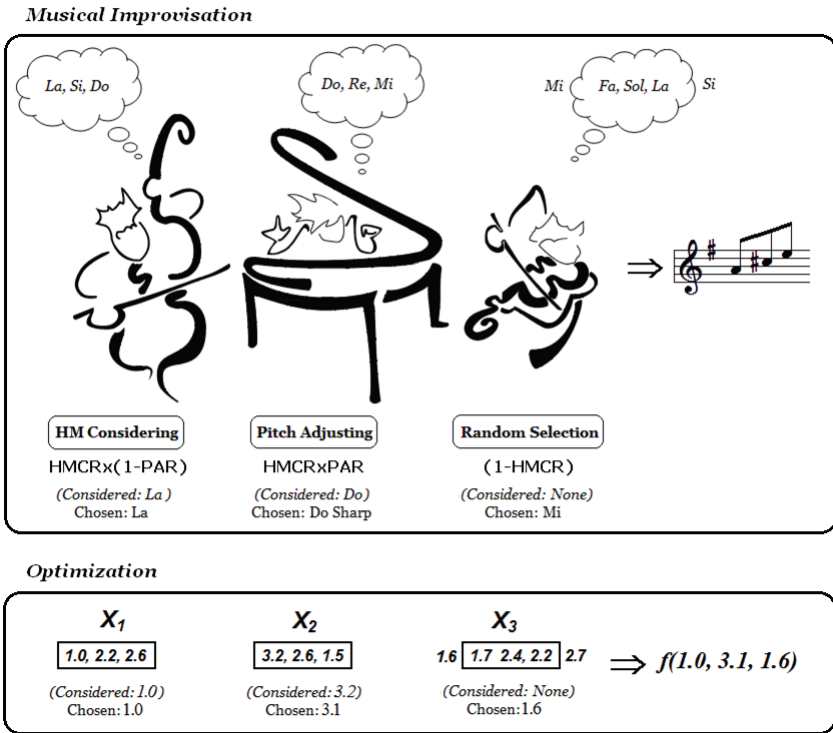 Musical Improvisation
La, Si, Do
Do, Re, Mi
Mi
Fa, Sol, La
Si
HM Considering
Pitch Adjusting
Random Selection
HMCRx(1-PAR)
HMCRxPAR
(1-HMCR)
(Considered: La )
(Considered: Do)
(Considered: None)
Chosen: La
Chosen: Do Sharp
Chosen: Mi
Optimization
X1
X2
X3
1.0, 2.2, 2.6
3.2, 2.6, 1.5
1.6
1.7 2.4, 2.2
2.7
⇒ f(1.0, 3.1, 1.6)
(Considered: 1.0)
(Considered: 3.2)
(Considered: None)
Chosen: 1.0
Chosen: 3.1
Chosen:1.6